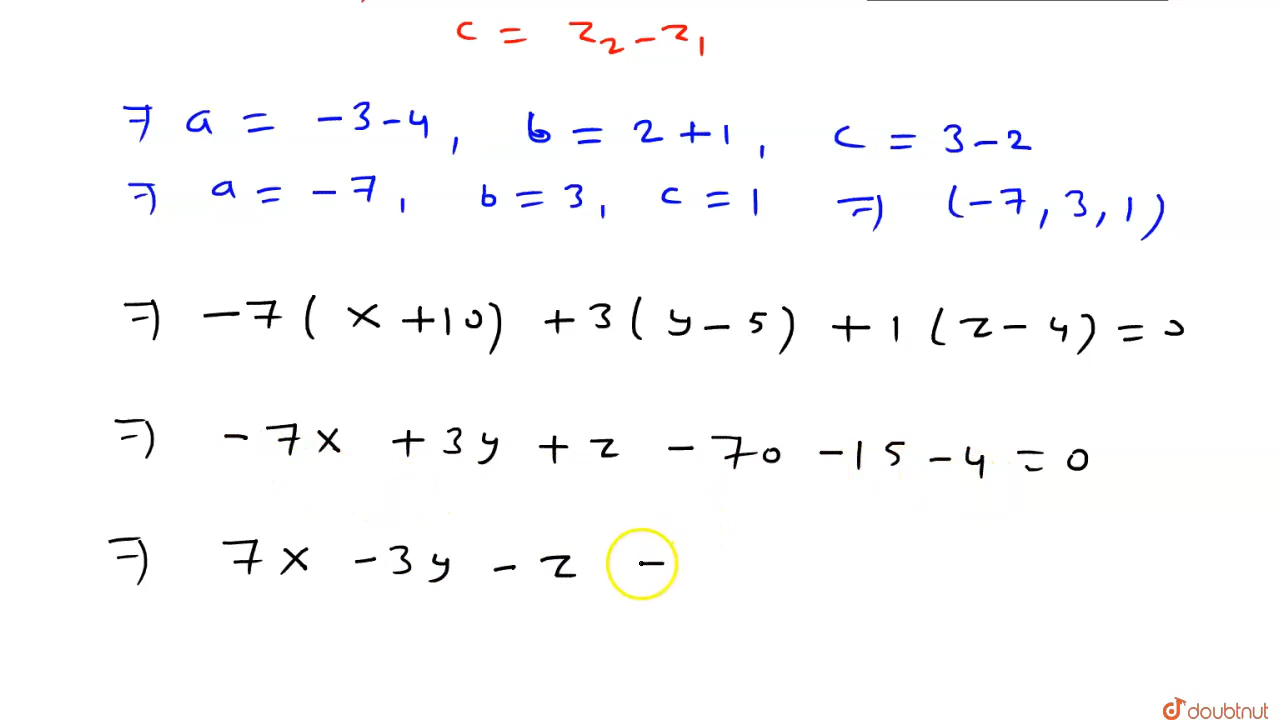 c = z₂ - z₁
⇒ a = -3-4, b = 2+1, c = 3-2
⇒ a = -7, b = 3, c = 1 ⇒ (-7, 3, 1)
⇒ -7(x+10) +3(y-5) +1(z-4) = 0
⇒ -7x +3y +z -70 -15 -4 = 0
⇒ 7x -3y -z -
doubtnut